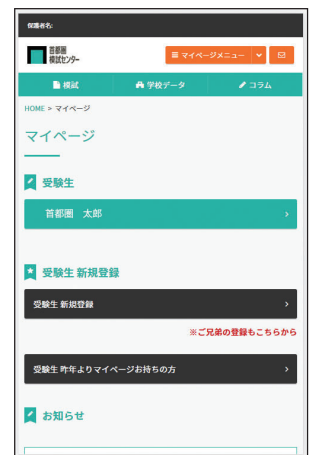 保護者名:
首都圏
模試センター
マイページメニュー
模試
学校データ
コラム
HOME > マイページ
マイページ
受験生
首都圏 太郎
受験生 新規登録
受験生 新規登録
※ご兄弟の登録もこちらから
受験生 昨年よりマイページお持ちの方
お知らせ